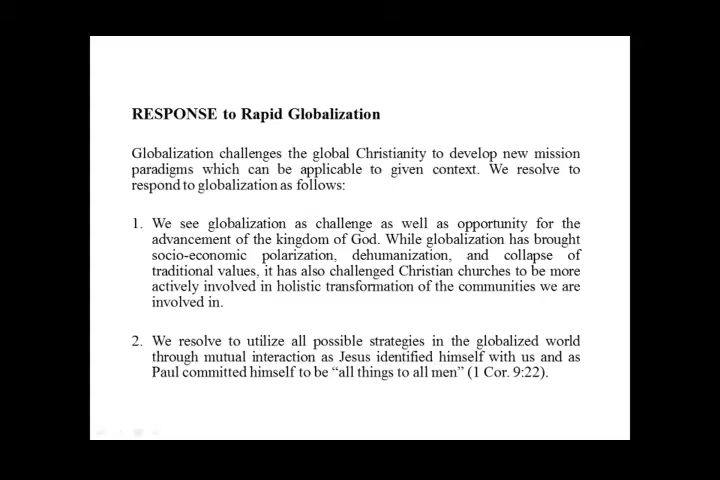 RESPONSE to Rapid Globalization
Globalization challenges the global Christianity to develop new mission
paradigms which can be applicable to given context. We resolve to
respond to globalization as follows:
1. We see globalization as challenge as well as opportunity for the
advancement of the kingdom of God. While globalization has brought
socio-economic polarization, dehumanization, and collapse of
traditional values, it has also challenged Christian churches to be more
actively involved in holistic transformation of the communities we are
involved in.
2. We resolve to utilize all possible strategies in the globalized world
through mutual interaction as Jesus identified himself with us and as
Paul committed himself to be “all things to all men” (1 Cor. 9:22).